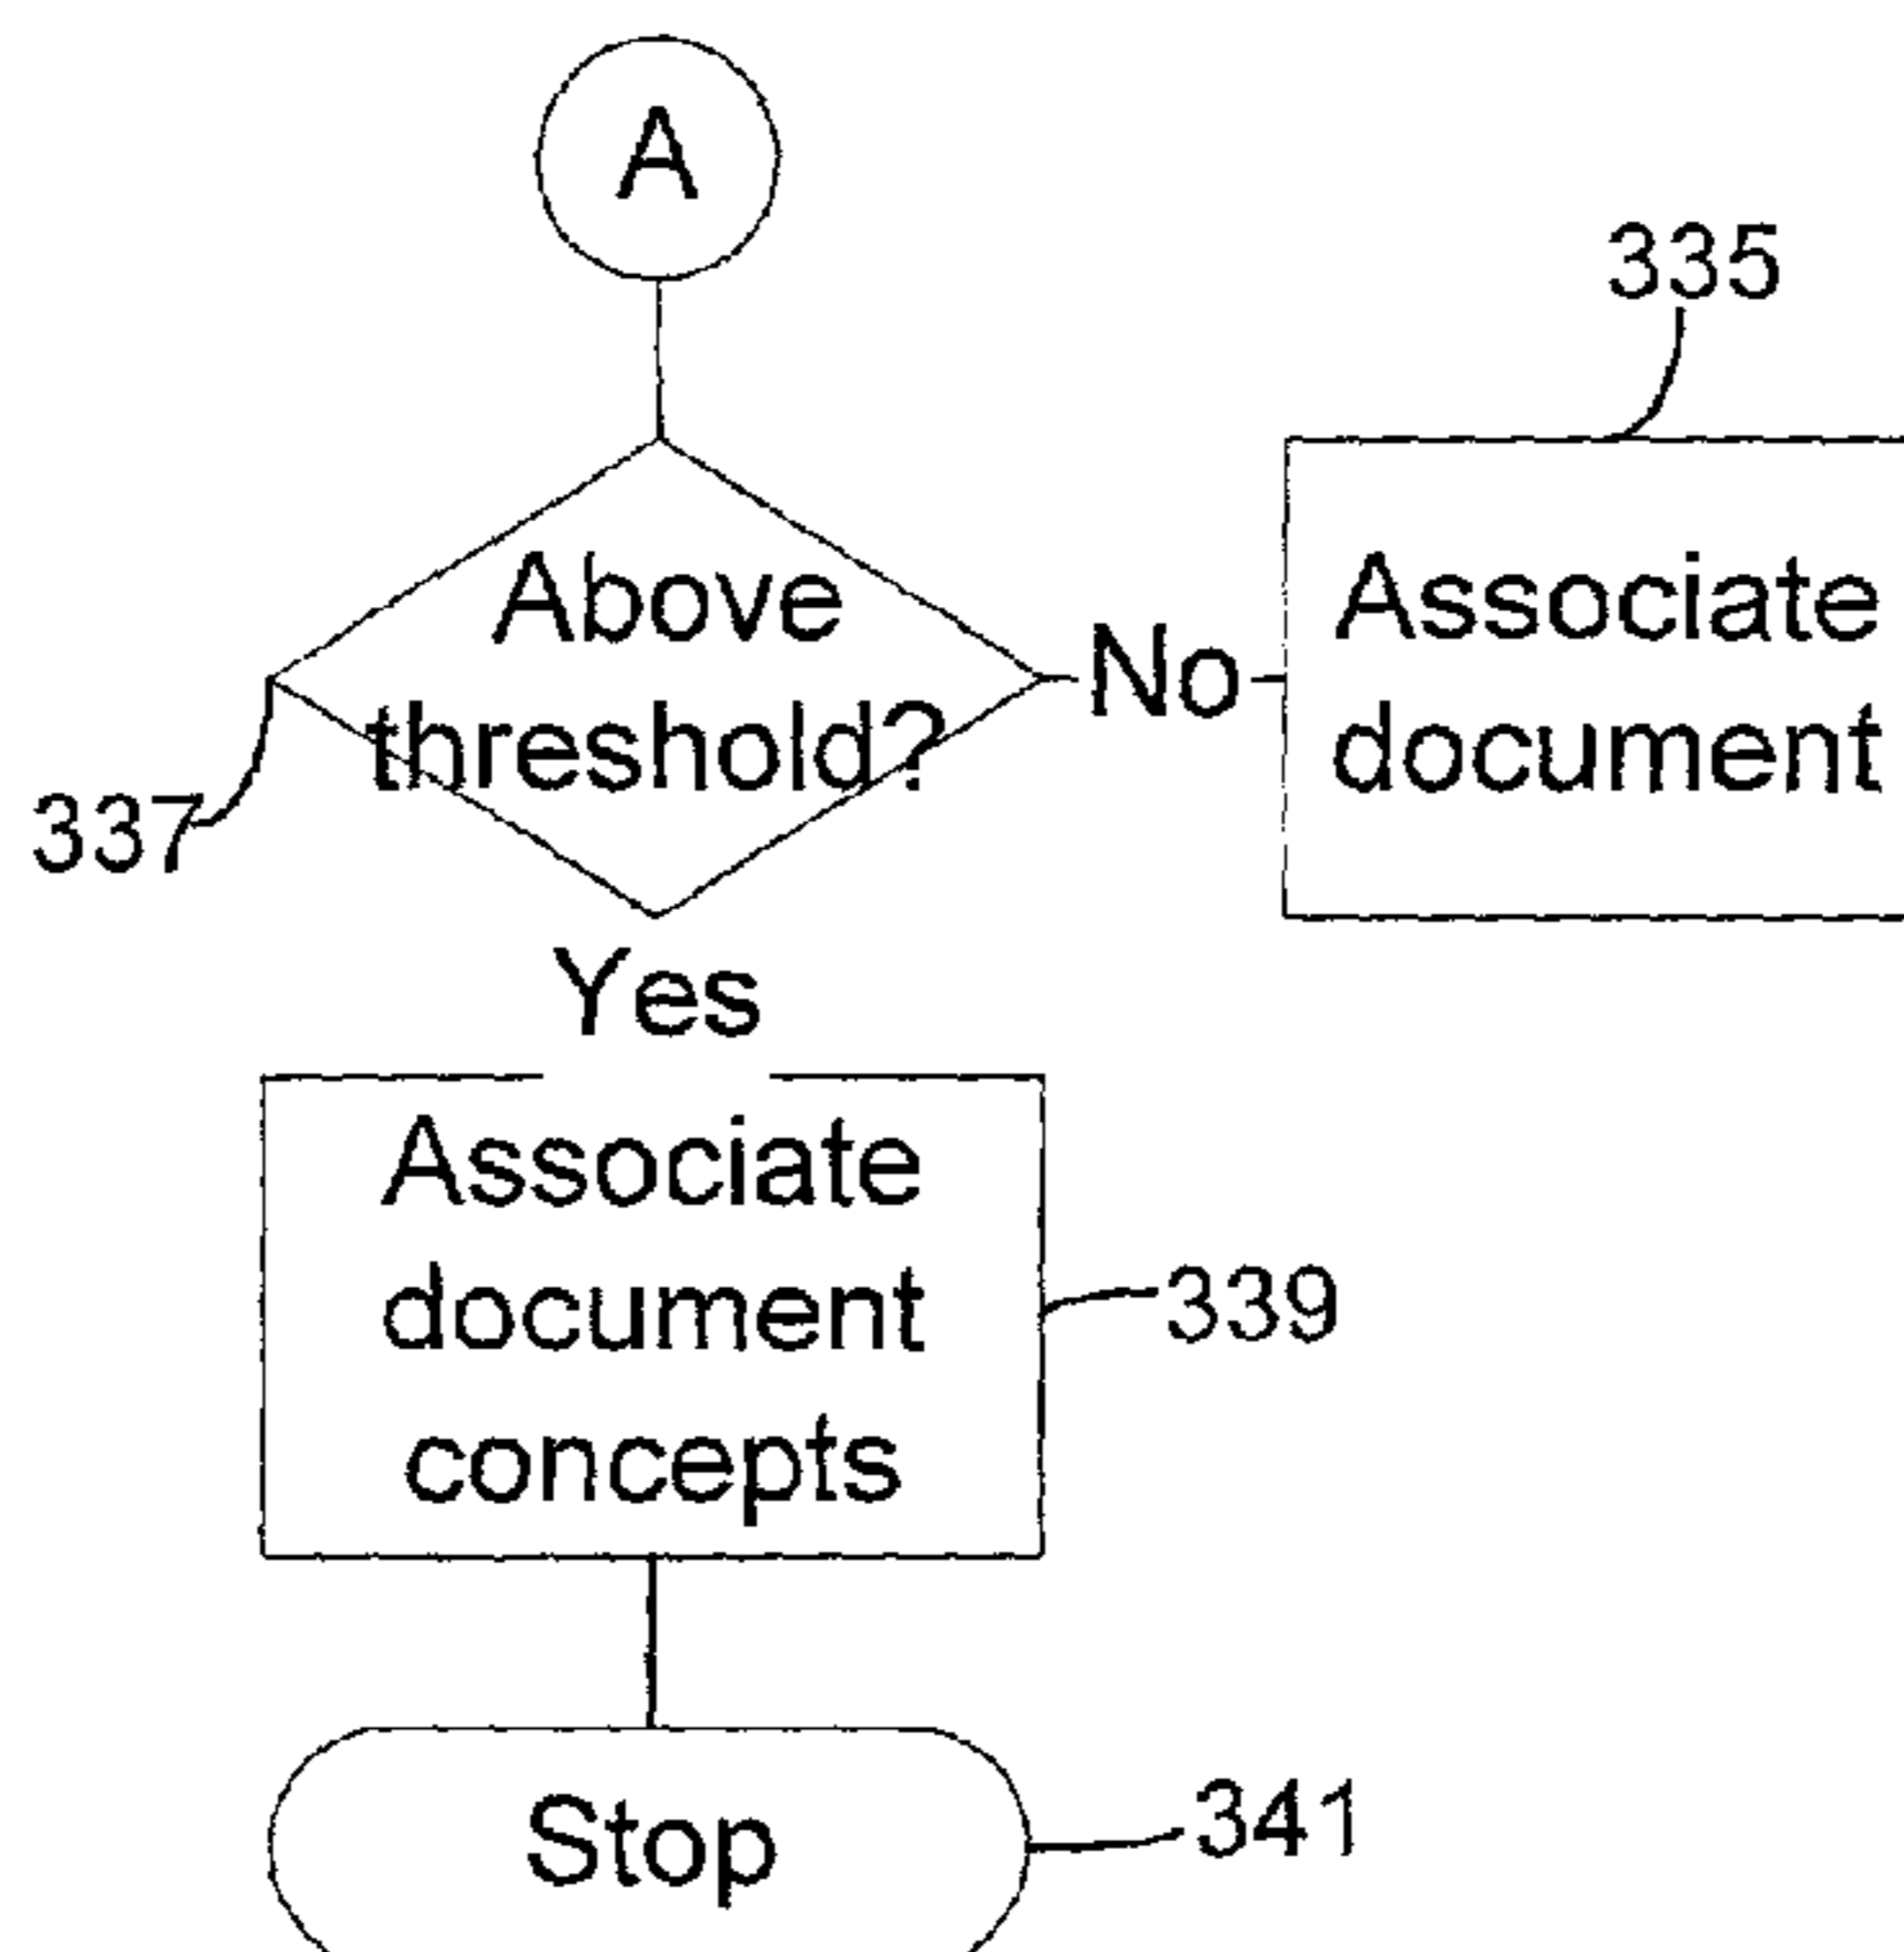 A
335
Above
threshold?
No
Associate
document
337
Yes
Associate
document
concepts
339
Stop
341